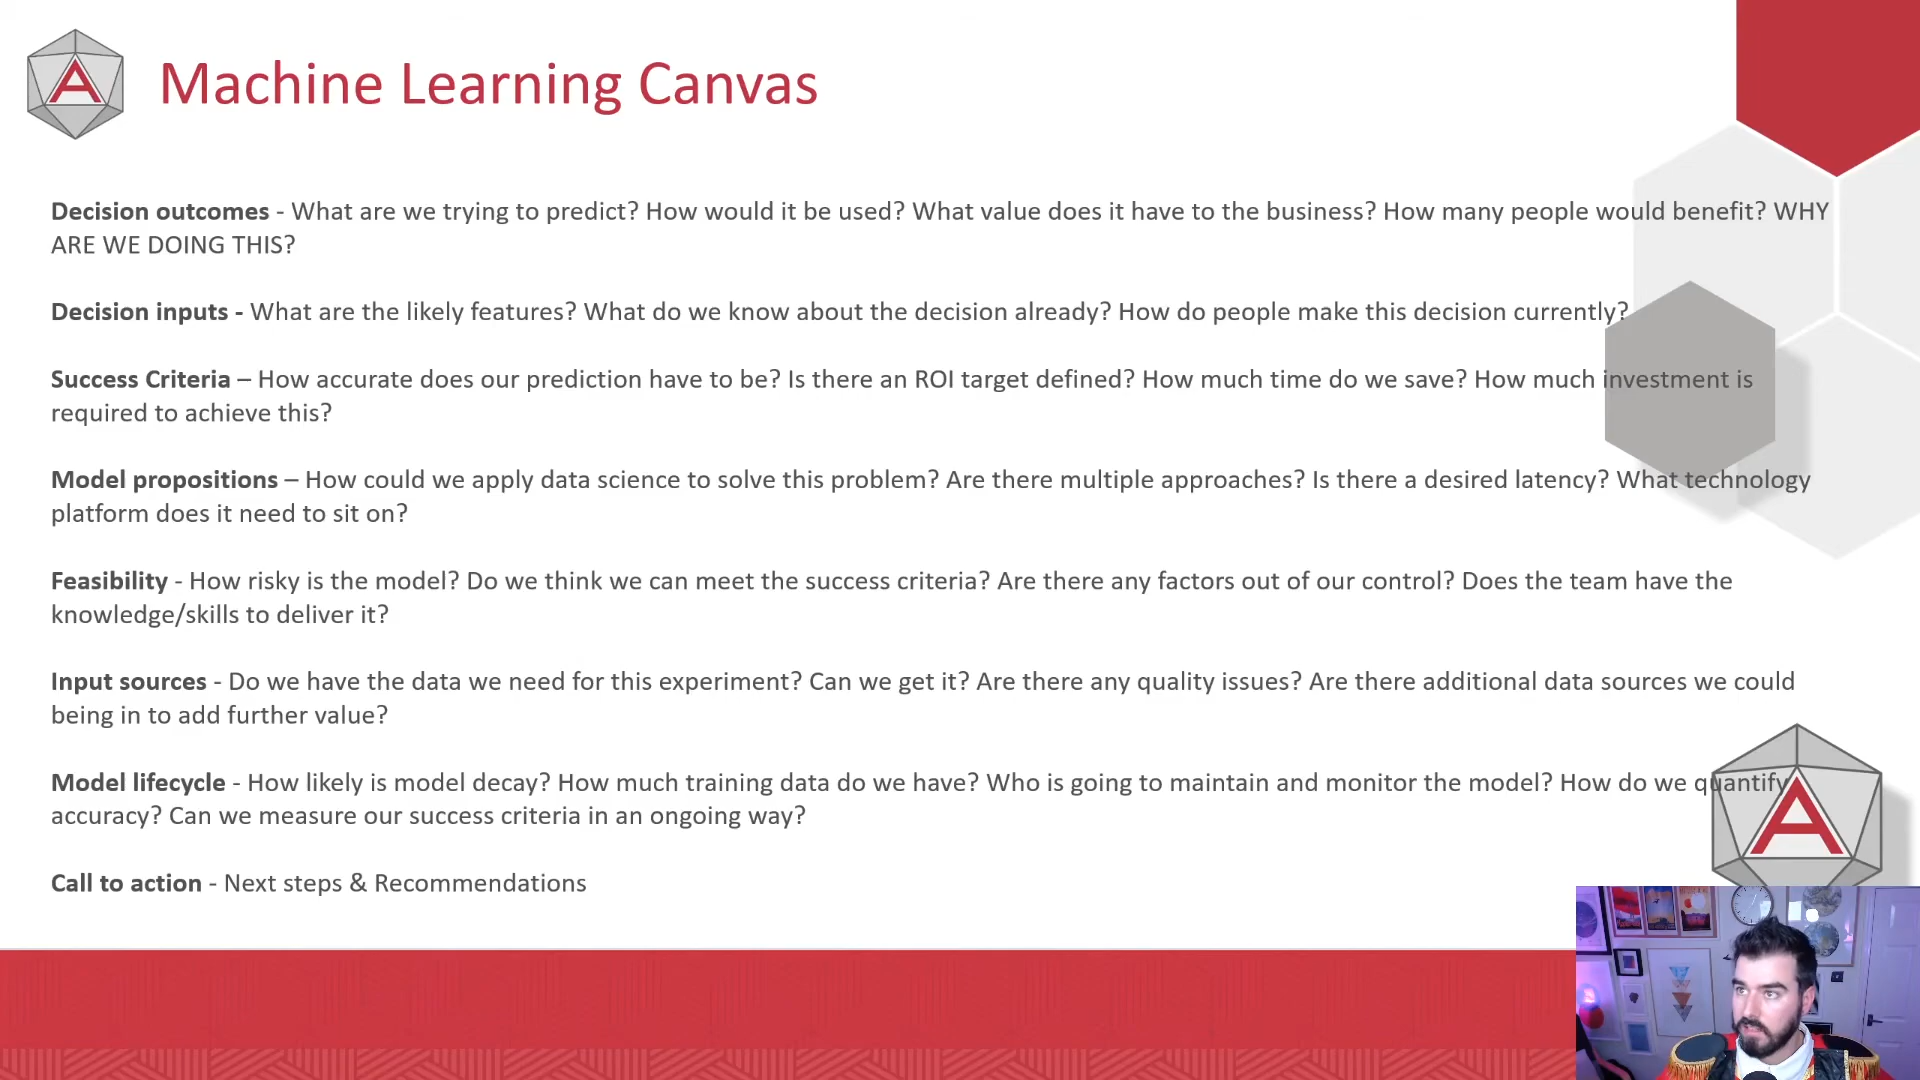 A
Machine Learning Canvas
Decision outcomes - What are we trying to predict? How would it be used? What value does it have to the business? How many people would benefit? WHY
ARE WE DOING THIS?
Decision inputs - What are the likely features? What do we know about the decision already? How do people make this decision currently?
Success Criteria – How accurate does our prediction have to be? Is there an ROI target defined? How much time do we save? How much investment is
required to achieve this?
Model propositions – How could we apply data science to solve this problem? Are there multiple approaches? Is there a desired latency? What technology
platform does it need to sit on?
Feasibility - How risky is the model? Do we think we can meet the success criteria? Are there any factors out of our control? Does the team have the
knowledge/skills to deliver it?
Input sources - Do we have the data we need for this experiment? Can we get it? Are there any quality issues? Are there additional data sources we could
being in to add further value?
Model lifecycle - How likely is model decay? How much training data do we have? Who is going to maintain and monitor the model? How do we quantify
accuracy? Can we measure our success criteria in an ongoing way?
A
Call to action - Next steps & Recommendations